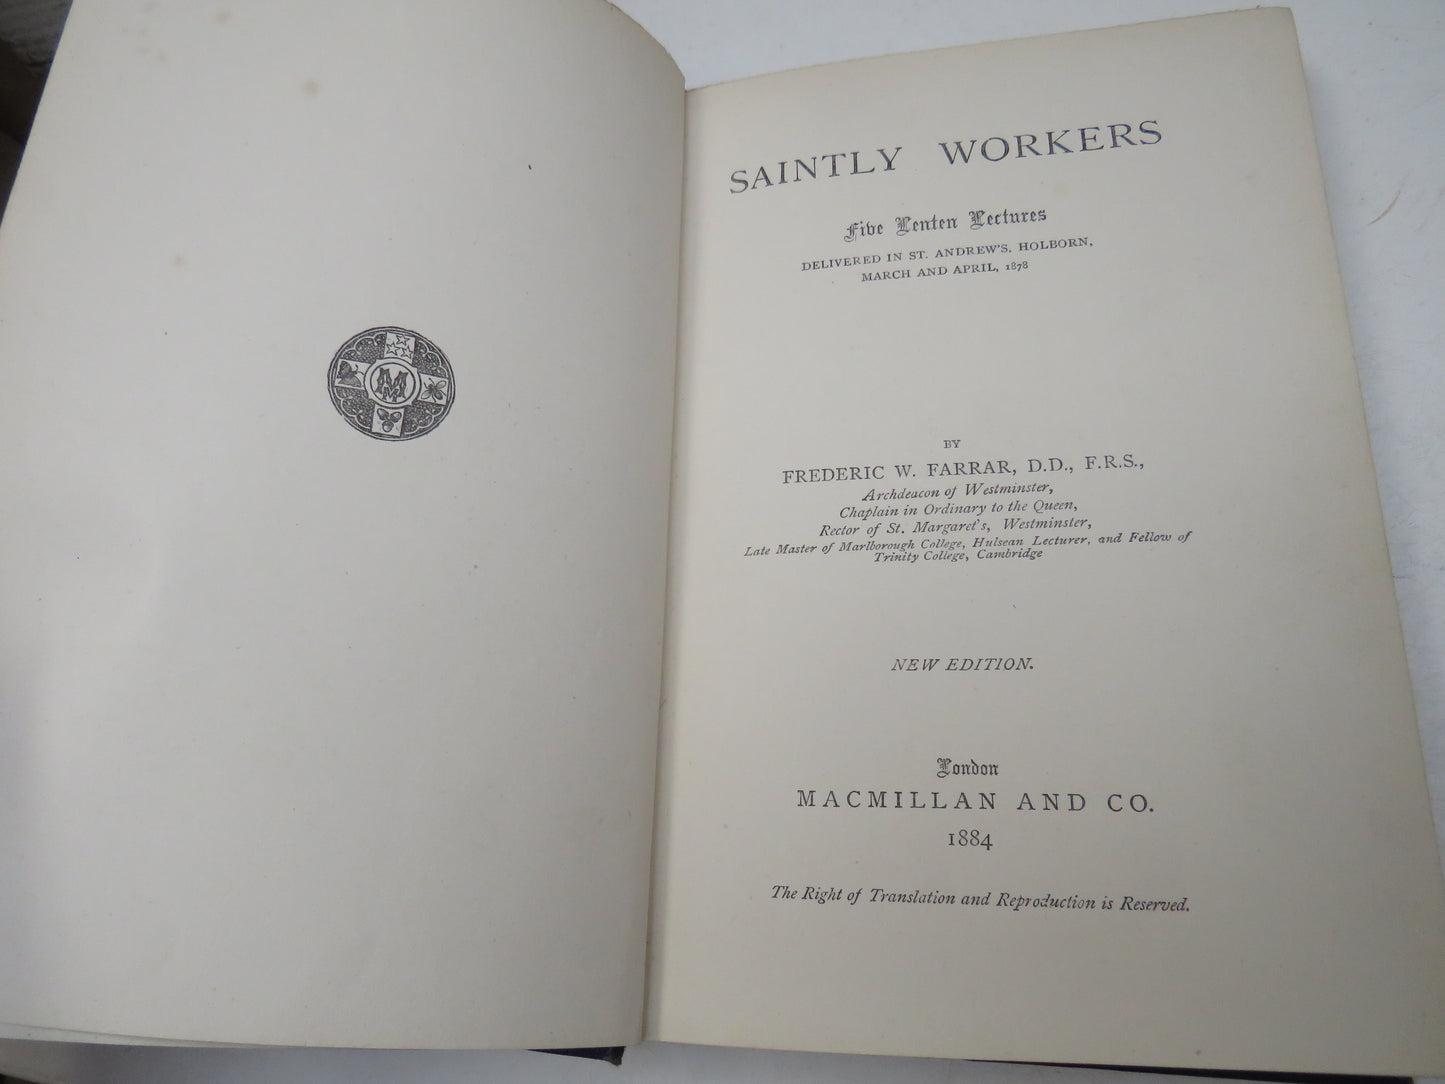 MM
SAINTLY WORKERS
Five Lenten Lectures
DELIVERED IN ST. ANDREW'S, HOLBORN,
MARCH AND APRIL, 1878
BY
FREDERIC W. FARRAR, D.D., F.R.S.,
Archdeacon of Westminster,
Chaplain in Ordinary to the Queen,
Rector of St. Margaret's, Westminster,
Late Master of Marlborough College, Hulsean Lecturer, and Fellow of
Trinity College, Cambridge
NEW EDITION.
London
MACMILLAN AND CO.
1884
The Right of Translation and Reproduction is Reserved.